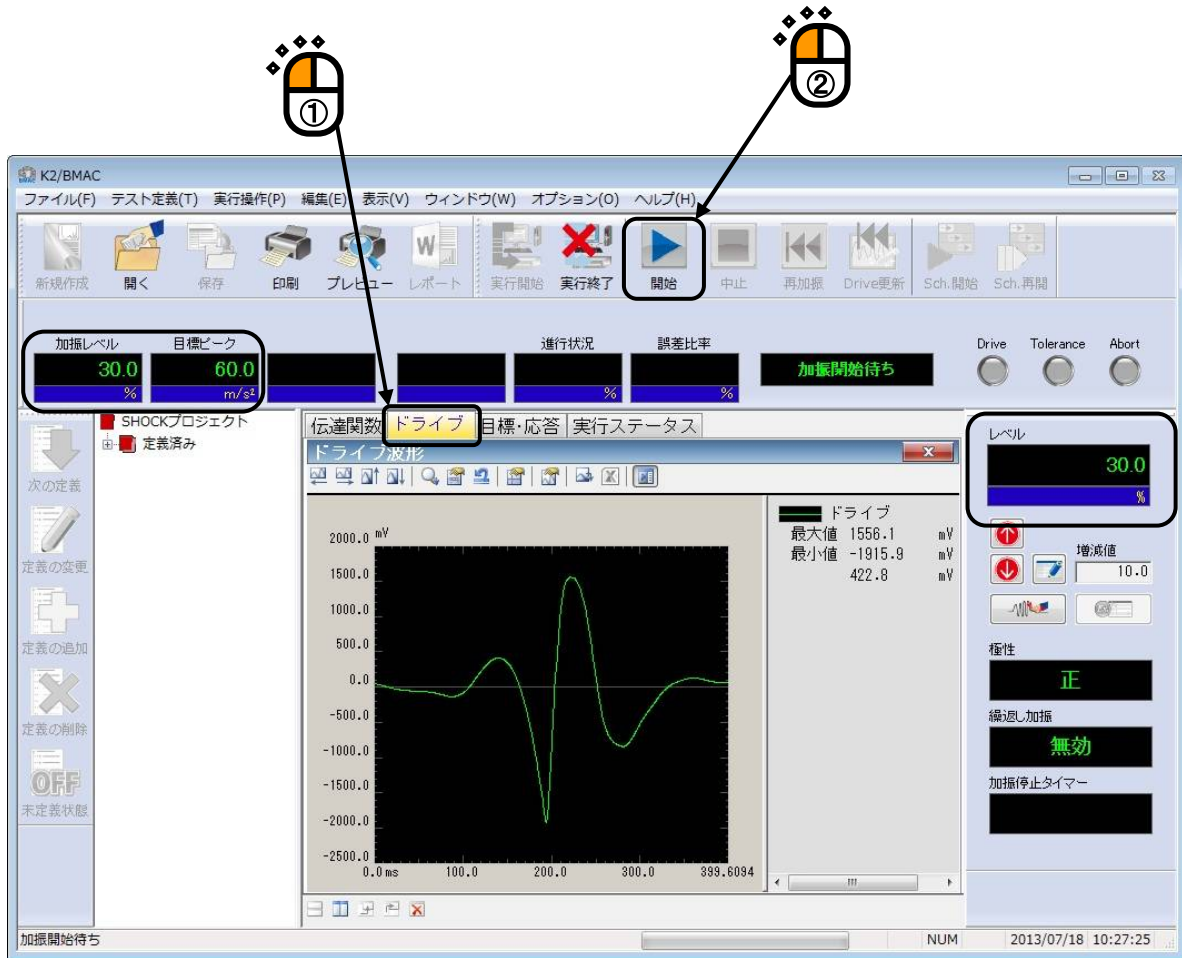 ①
②
K2/BMAC
ファイル(F) テスト定義(T) 実行操作(P) 編集(E) 表示(V) ウィンドウ(W) オプション(O) ヘルプ(H)
新規作成 開く 保存 印刷 プレビュー レポート 実行開始 実行終了 開始 中止 再加振 Drive更新 Sch.開始 Sch.再開
加振レベル 目標ピーク 進行状況 誤差比率 Drive Tolerance Abort
30.0 60.0 加振開始待ち
% m/s² % %
SHOCKプロジェクト
定義済み
次の定義
定義の変更
定義の追加
定義の削除
OFF
未定義状態
伝達関数 ドライブ 目標・応答 実行ステータス
ドライブ波形
2000.0 mV
1500.0
1000.0
500.0
0.0
-500.0
-1000.0
-1500.0
-2000.0
-2500.0
0.0 ms 100.0 200.0 300.0 399.6094
ドライブ
最大値 1556.1 mV
最小値 -1915.9 mV
422.8 mV
レベル
30.0
%
増減値
10.0
極性
正
繰返し加振
無効
加振停止タイマー
加振開始待ち NUM 2013/07/18 10:27:25